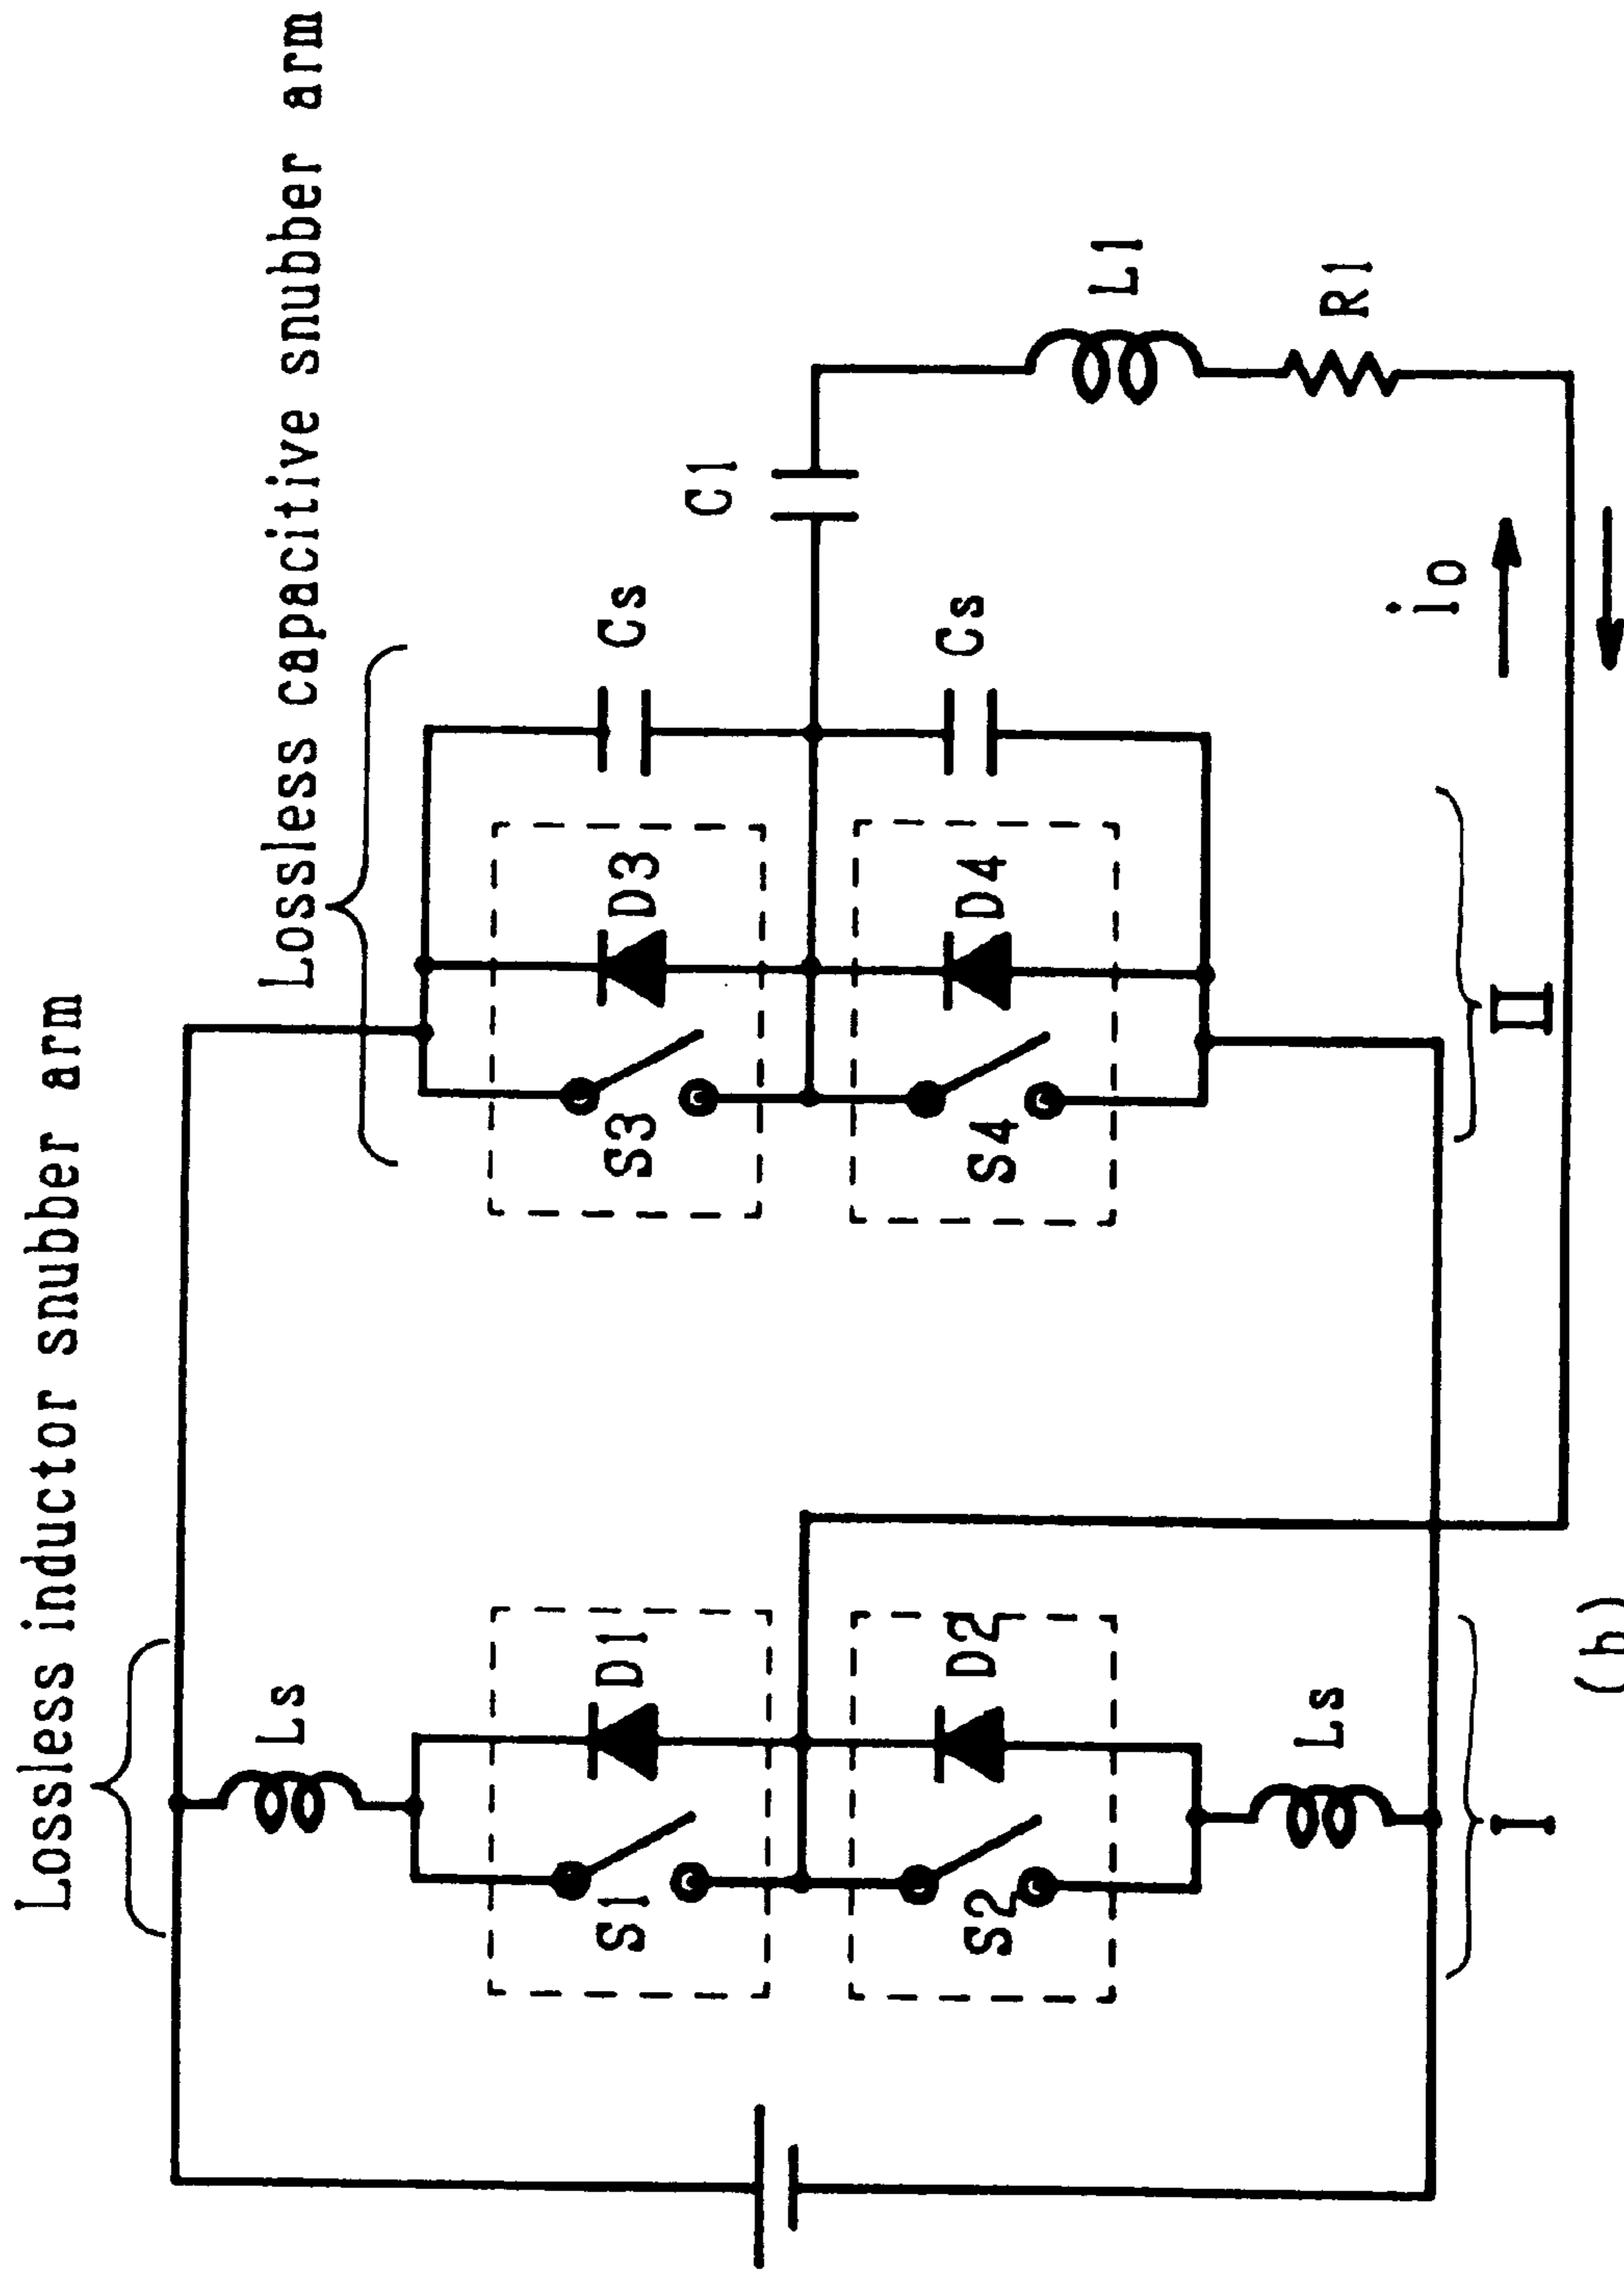 Lossless inductor snubber arm
Lossless capacitive snubber arm
Ls
S1
D1
S2
D2
Ls
S3
D3
S4
D4
Cs
Cs
C1
L1
R1
io
I
II
(b)